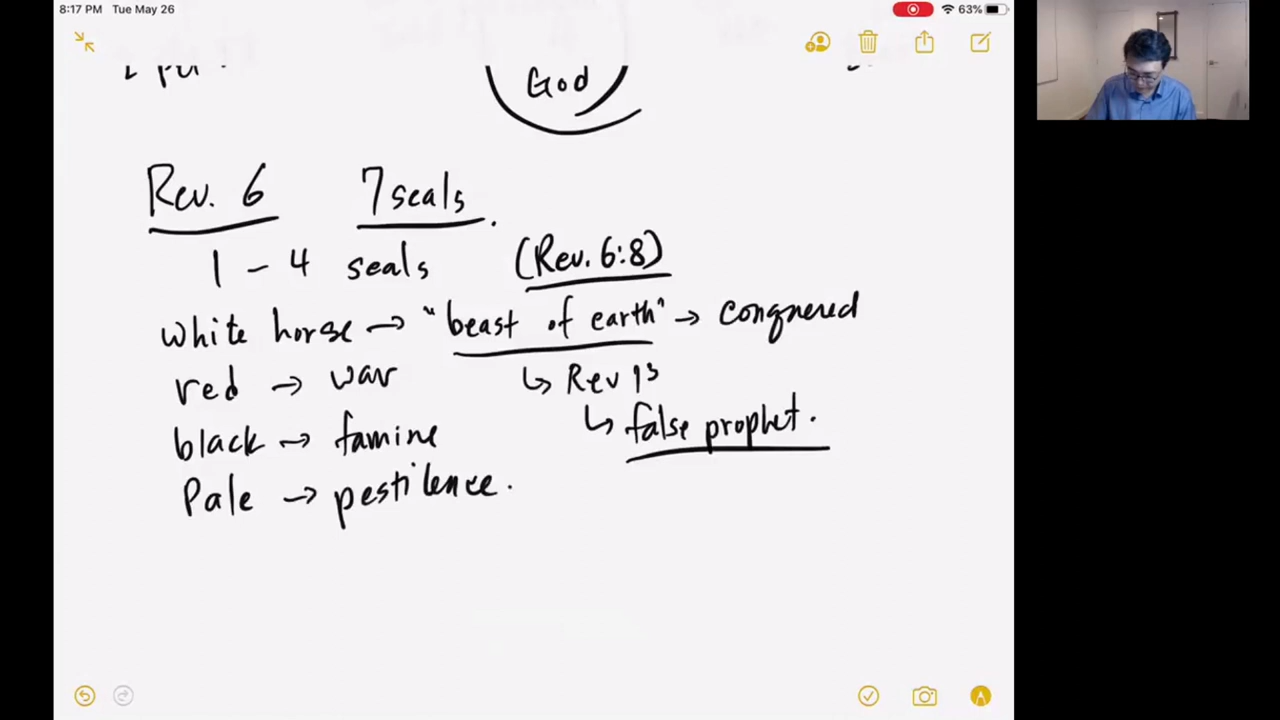 8:17 PM Tue May 26
63%
God
Rev. 6 7 seals.
1 – 4 seals (Rev. 6:8)
white horse → "beast of earth" → conquered
red → war ↳ Rev 13
black → famine ↳ false prophet.
Pale → pestilence.